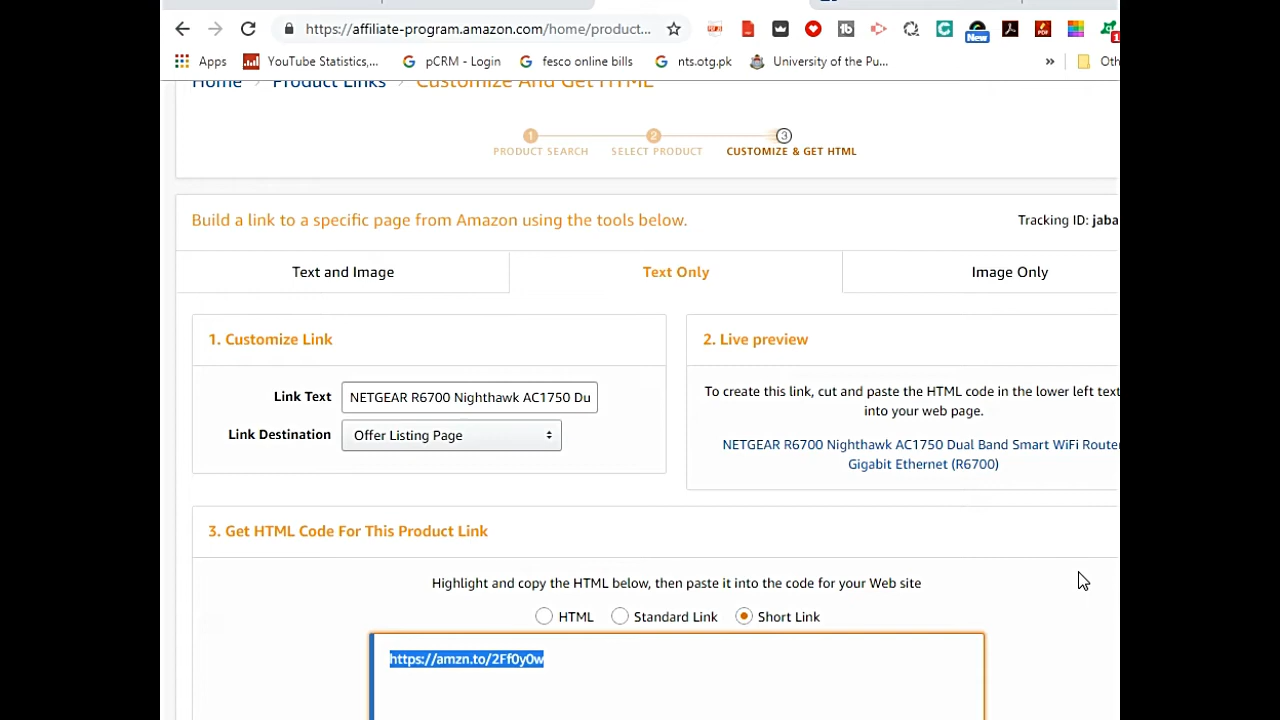 https://affiliate-program.amazon.com/home/product...
New
1
Apps YouTube Statistics,... pCRM - Login fesco online bills nts.otg.pk University of the Pu... » Oth
Home Product Links Customize And Get HTML
1 2 3
PRODUCT SEARCH SELECT PRODUCT CUSTOMIZE & GET HTML
Build a link to a specific page from Amazon using the tools below. Tracking ID: jaba
Text and Image Text Only Image Only
1. Customize Link
Link Text NETGEAR R6700 Nighthawk AC1750 Du
Link Destination Offer Listing Page
2. Live preview
To create this link, cut and paste the HTML code in the lower left text
into your web page.
NETGEAR R6700 Nighthawk AC1750 Dual Band Smart WiFi Router
Gigabit Ethernet (R6700)
3. Get HTML Code For This Product Link
Highlight and copy the HTML below, then paste it into the code for your Web site
HTML Standard Link Short Link
https://amzn.to/2Ff0y0w